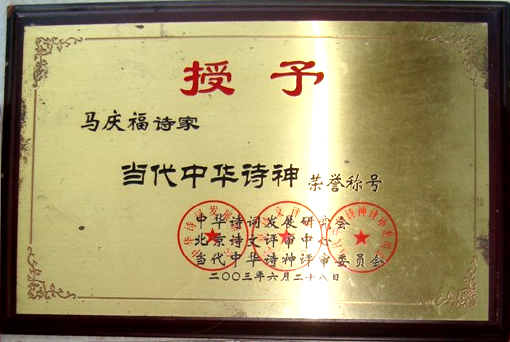 授予
马庆福诗家
当代中华诗神荣誉称号
中华诗词发展研究会
北京诗文评审中心
当代中华诗神评审委员会
二〇〇三年六月二十八日